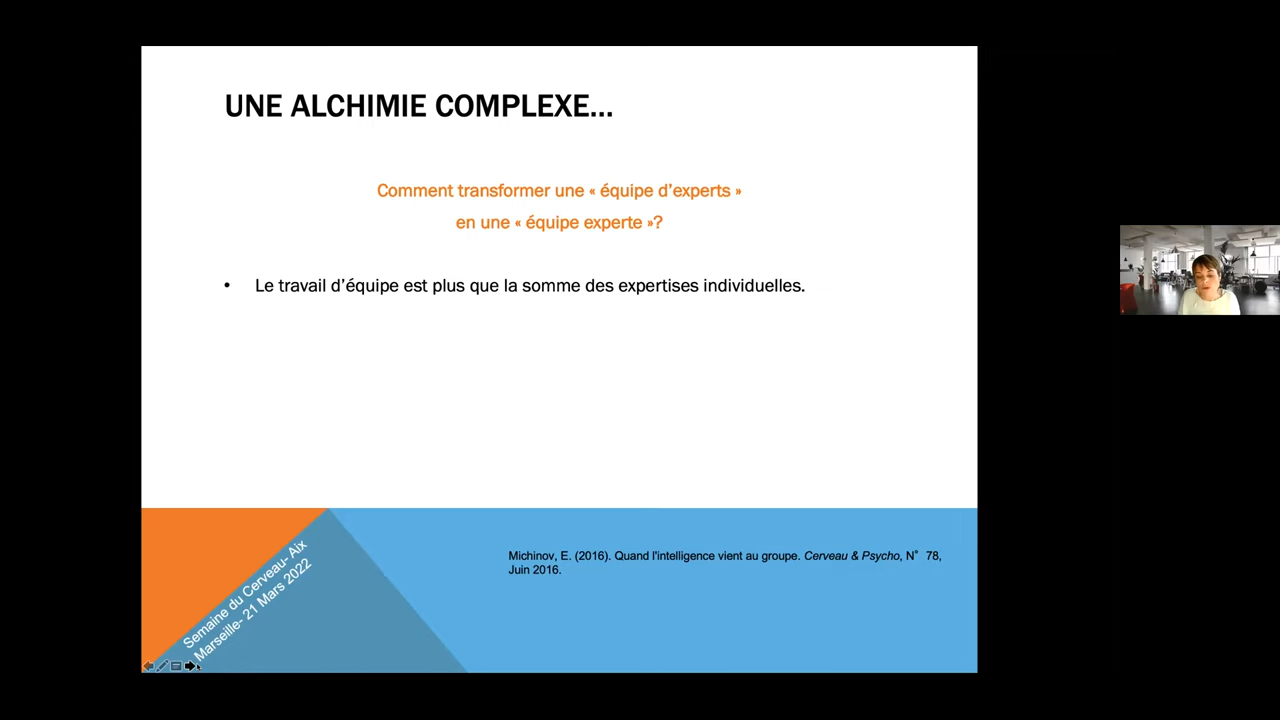 UNE ALCHIMIE COMPLEXE...
Comment transformer une « équipe d'experts »
en une « équipe experte »?
• Le travail d'équipe est plus que la somme des expertises individuelles.
Michinov, E. (2016). Quand l'intelligence vient au groupe. Cerveau & Psycho, N° 78,
Juin 2016.
Semaine du Cerveau- Aix
Marseille- 21 Mars 2022